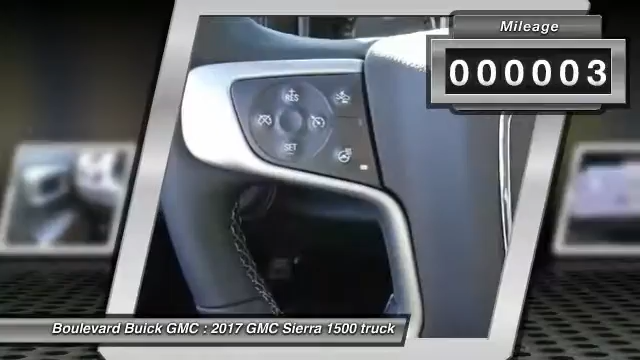 Mileage
000003
+
RES
SET
Boulevard Buick GMC : 2017 GMC Sierra 1500 truck